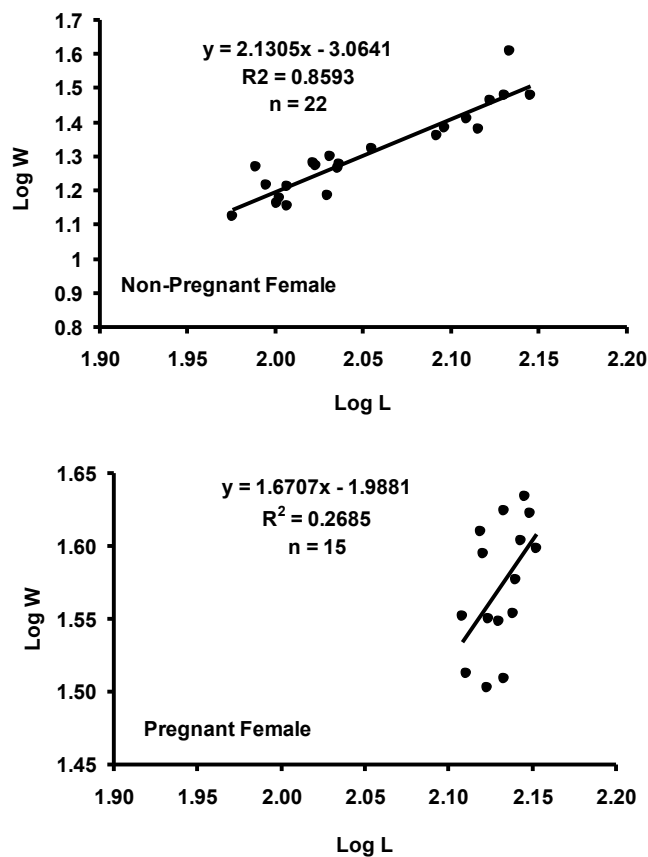 1.7
y = 2.1305x - 3.0641
1.6
R2 = 0.8593
1.5
n = 22
1.4
1.3
Log W
1.2
1.1
1
0.9
Non-Pregnant Female
0.8
1.90 1.95 2.00 2.05 2.10 2.15 2.20
Log L
1.65
y = 1.6707x - 1.9881
R² = 0.2685
1.60
n = 15
1.55
Log W
1.50
Pregnant Female
1.45
1.90 1.95 2.00 2.05 2.10 2.15 2.20
Log L